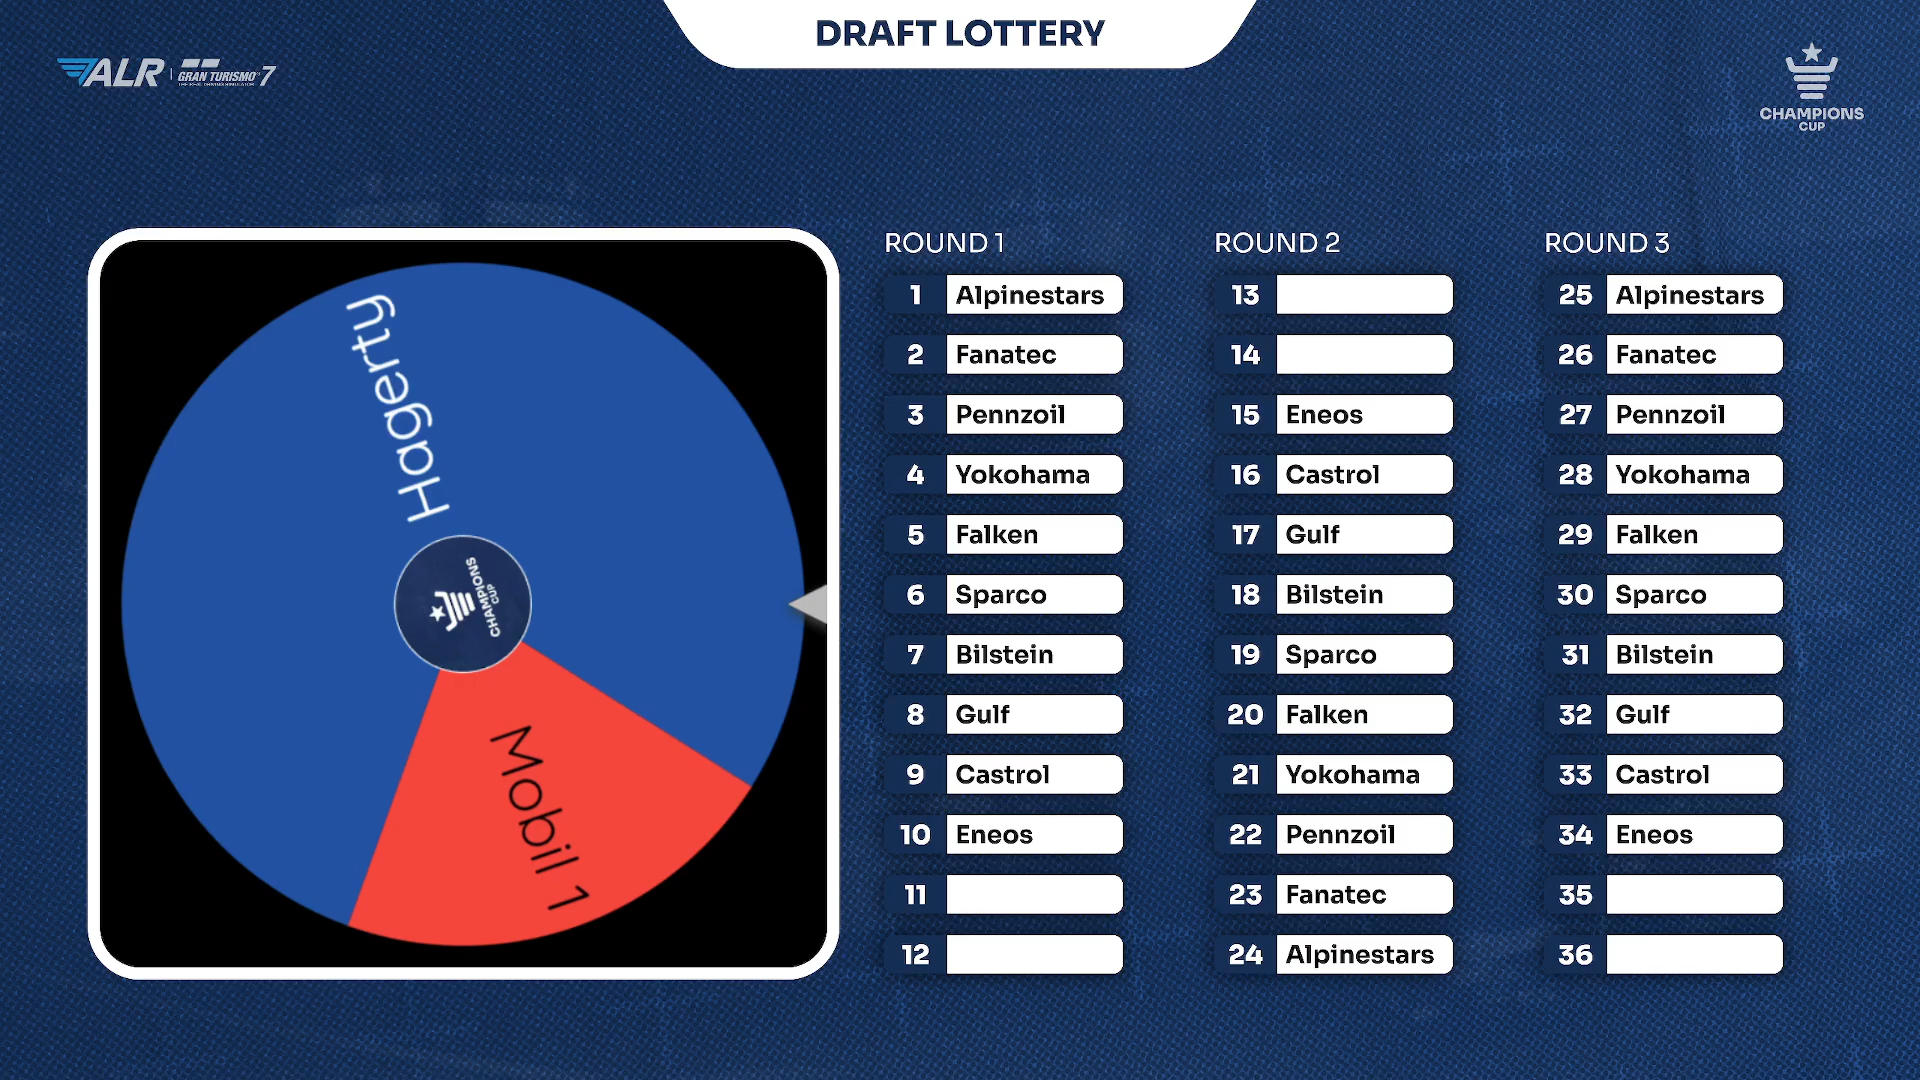 DRAFT LOTTERY
ALR | GRAN TURISMO 7
THE REAL DRIVING SIMULATOR
CHAMPIONS
CUP
Hagerty
CHAMPIONS
CUP
Mobil 1
ROUND 1
1 Alpinestars
2 Fanatec
3 Pennzoil
4 Yokohama
5 Falken
6 Sparco
7 Bilstein
8 Gulf
9 Castrol
10 Eneos
11
12
ROUND 2
13
14
15 Eneos
16 Castrol
17 Gulf
18 Bilstein
19 Sparco
20 Falken
21 Yokohama
22 Pennzoil
23 Fanatec
24 Alpinestars
ROUND 3
25 Alpinestars
26 Fanatec
27 Pennzoil
28 Yokohama
29 Falken
30 Sparco
31 Bilstein
32 Gulf
33 Castrol
34 Eneos
35
36